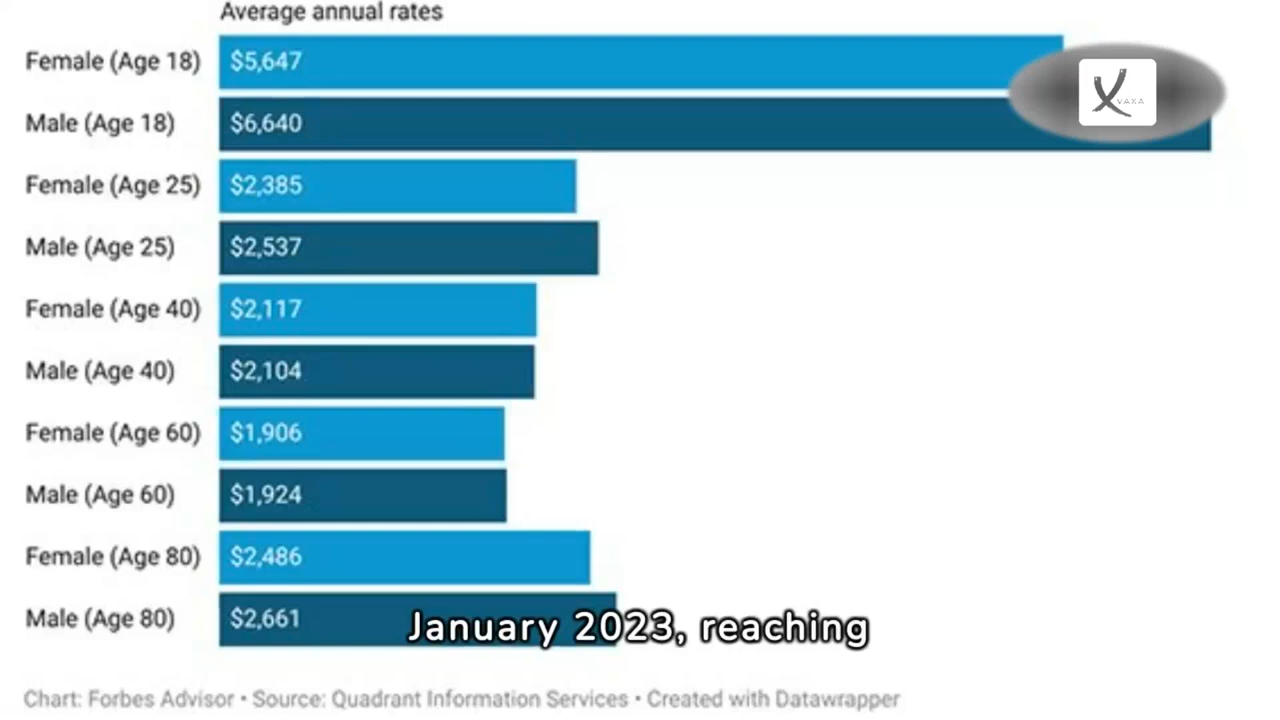 Average annual rates
Female (Age 18) $5,647
Male (Age 18) $6,640
Female (Age 25) $2,385
Male (Age 25) $2,537
Female (Age 40) $2,117
Male (Age 40) $2,104
Female (Age 60) $1,906
Male (Age 60) $1,924
Female (Age 80) $2,486
Male (Age 80) $2,661
VAXA
January 2023, reaching
Chart: Forbes Advisor • Source: Quadrant Information Services • Created with Datawrapper